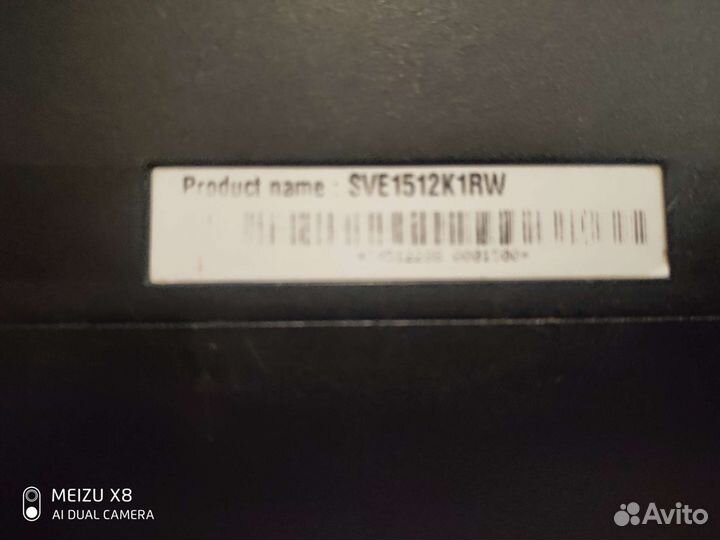 Product name : SVE1512K1RW
MEIZU X8
AI DUAL CAMERA
Avito